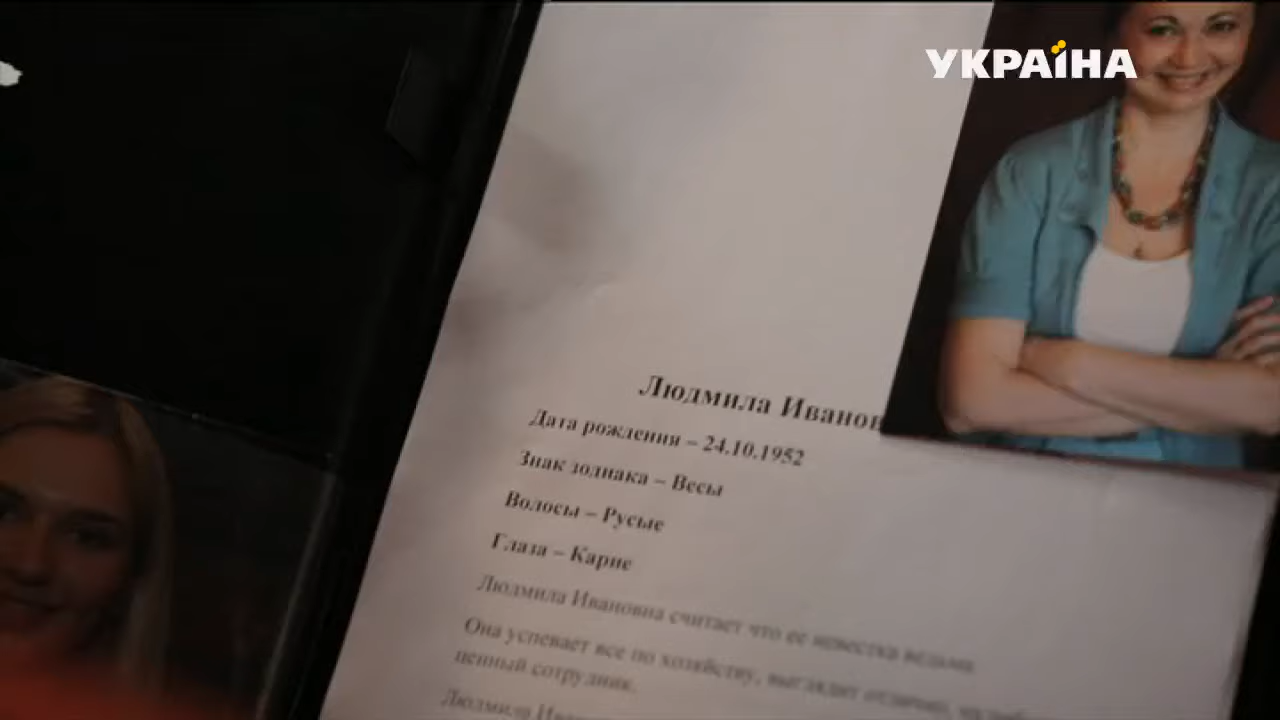 УКРАЇНА
Людмила Иванов
Дата рождения – 24.10.1952
Знак зодиака – Весы
Волосы – Русые
Глаза – Карие
Людмила Ивановна считает что ее невестка ведьма
Она успевает все по хозяйству, выглядит отлично,
ценный сотрудник.
Людмила